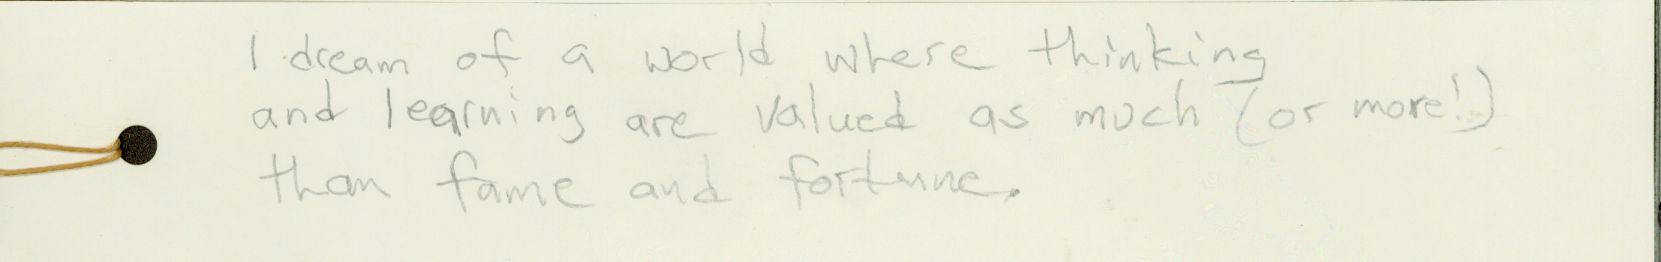 I dream of a world where thinking
and learning are valued as much (or more!)
than fame and fortune.